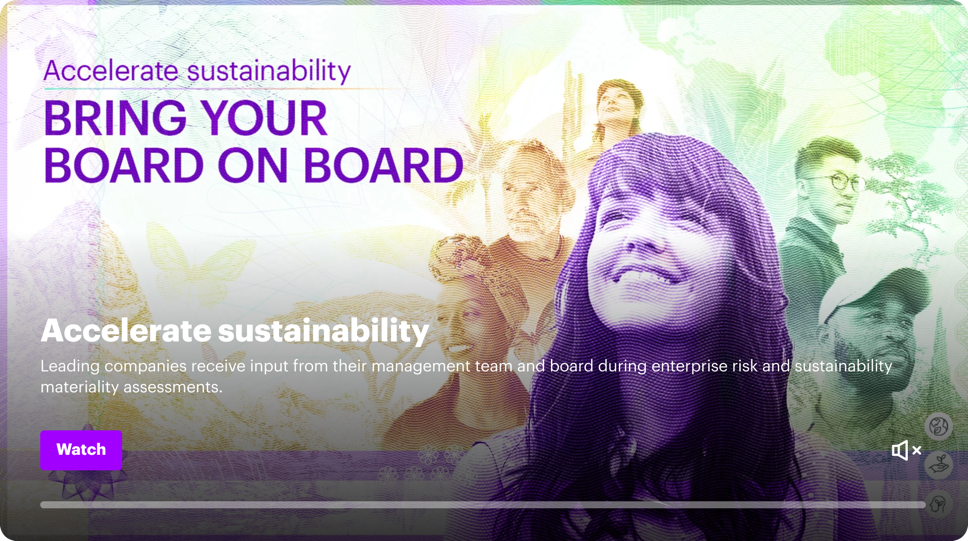 Accelerate sustainability
BRING YOUR
BOARD ON BOARD
Accelerate sustainability
Leading companies receive input from their management team and board during enterprise risk and sustainability
materiality assessments.
Watch